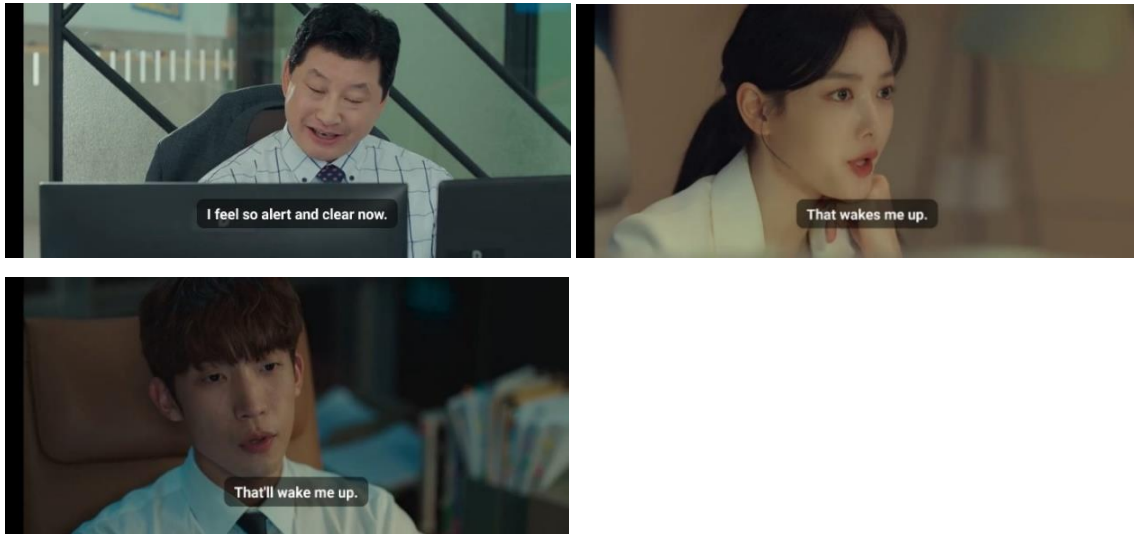 I feel so alert and clear now.
That wakes me up.
That'll wake me up.